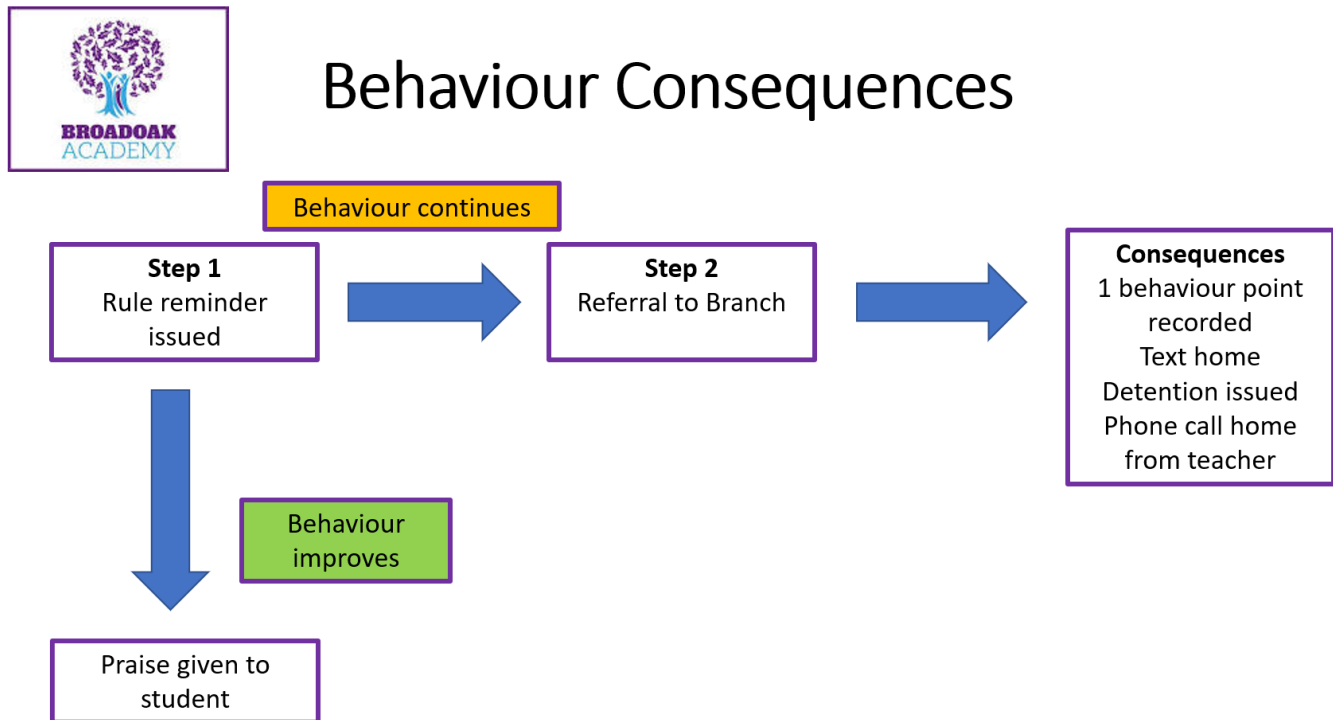 BROADOAK
ACADEMY
Behaviour Consequences
Behaviour continues
Step 1
Rule reminder
issued
Step 2
Referral to Branch
Consequences
1 behaviour point
recorded
Text home
Detention issued
Phone call home
from teacher
Behaviour
improves
Praise given to
student